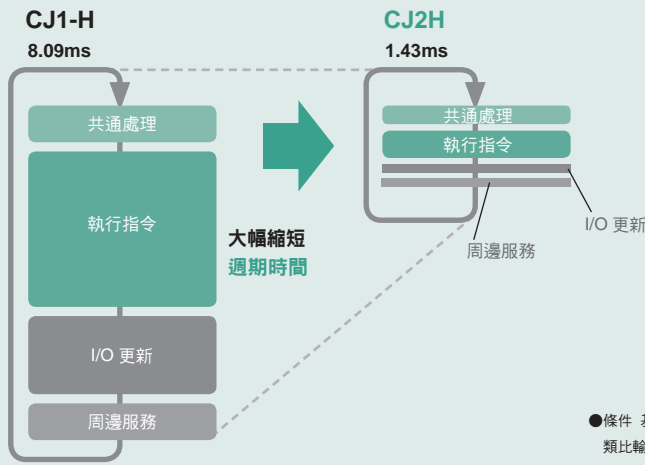 CJ1-H
8.09ms
共通處理
執行指令
I/O 更新
周邊服務
大幅縮短
週期時間
CJ2H
1.43ms
共通處理
執行指令
I/O 更新
周邊服務
●條件
類比輸